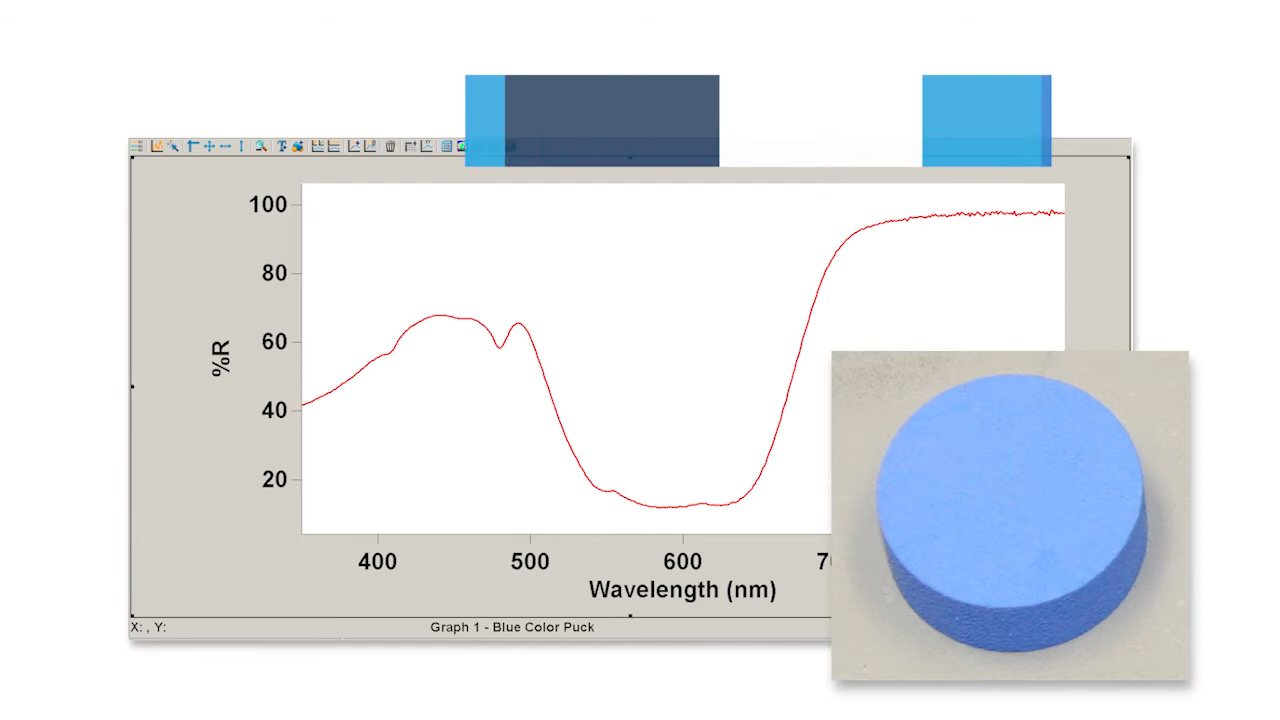 100
80
60
40
20
%R
400 500 600
Wavelength (nm)
X: , Y:
Graph 1 - Blue Color Puck